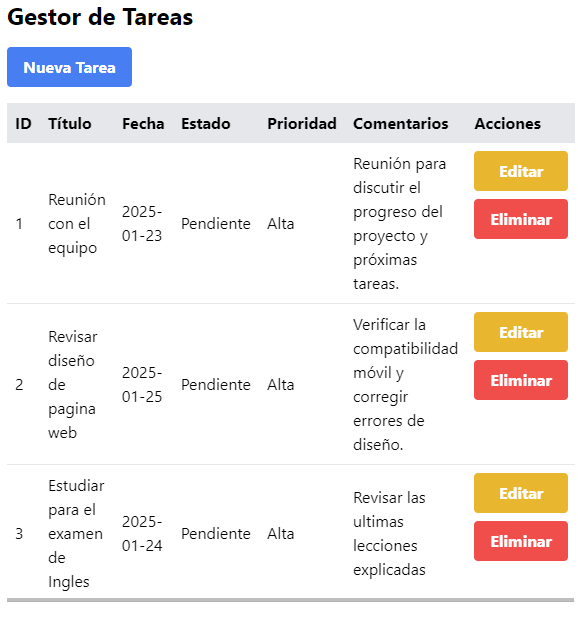 Gestor de Tareas
Nueva Tarea
ID Título Fecha Estado Prioridad Comentarios Acciones
1 Reunión con el equipo 2025-01-23 Pendiente Alta Reunión para discutir el progreso del proyecto y próximas tareas. Editar Eliminar
2 Revisar diseño de pagina web 2025-01-25 Pendiente Alta Verificar la compatibilidad móvil y corregir errores de diseño. Editar Eliminar
3 Estudiar para el examen de Ingles 2025-01-24 Pendiente Alta Revisar las ultimas lecciones explicadas Editar Eliminar